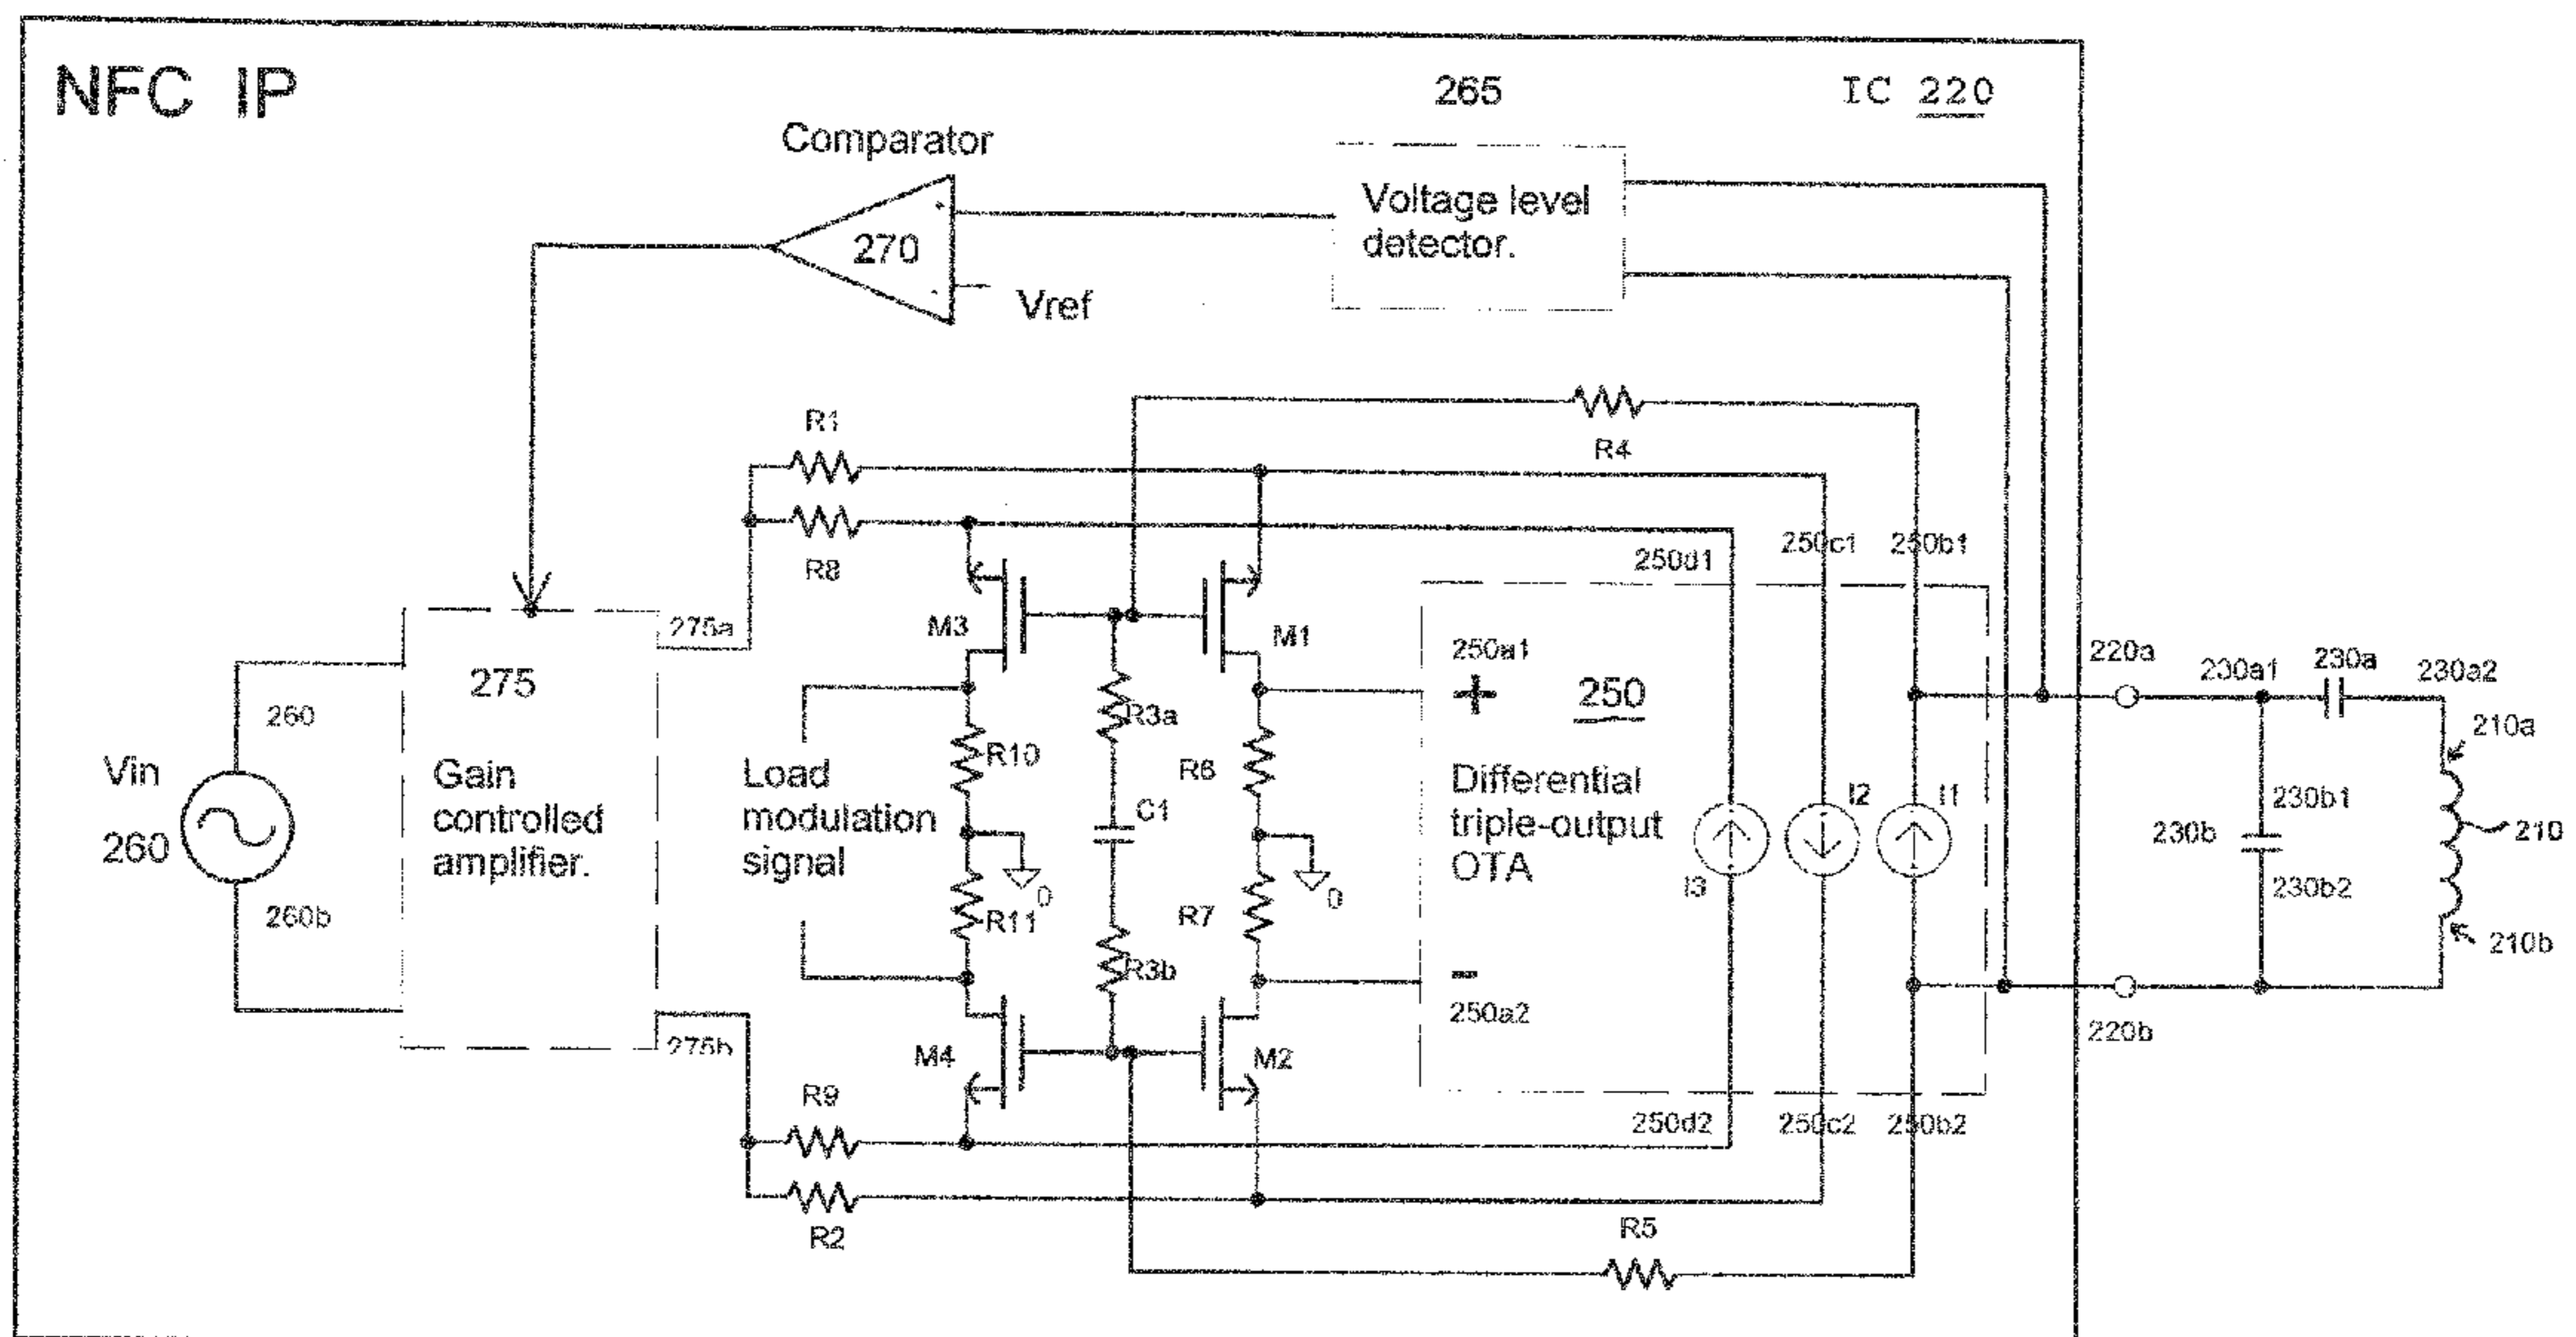 NFC IP
265
IC 220
Comparator
+
270
-
Vref
Voltage level
detector.
R1
R4
R8
250d1
250c1
250b1
275a
M3
M1
250a1
+
250
220a
230a1
230a
230a2
210a
275
260
Vin
260
260b
Gain
controlled
amplifier.
Load
modulation
signal
R10
R3a
R6
C1
0
0
R11
R3b
R7
Differential
triple-output
OTA
I3
I2
I1
230b1
230b
230b2
210
210b
-
250a2
275b
M4
M2
220b
R9
250d2
250c2
250b2
R2
R5